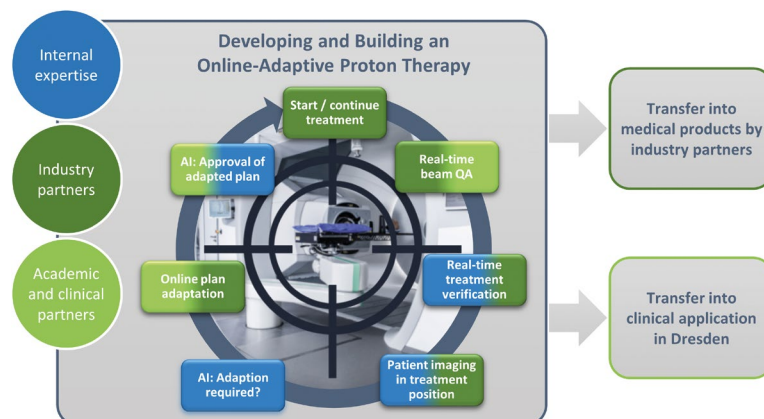 Developing and Building an
Online-Adaptive Proton Therapy
Internal
expertise
Industry
partners
Academic
and clinical
partners
Start / continue
treatment
Real-time
beam QA
Real-time
treatment
verification
Patient imaging
in treatment
position
AI: Adaption
required?
Online plan
adaptation
AI: Approval of
adapted plan
Transfer into
medical products by
industry partners
Transfer into
clinical application
in Dresden